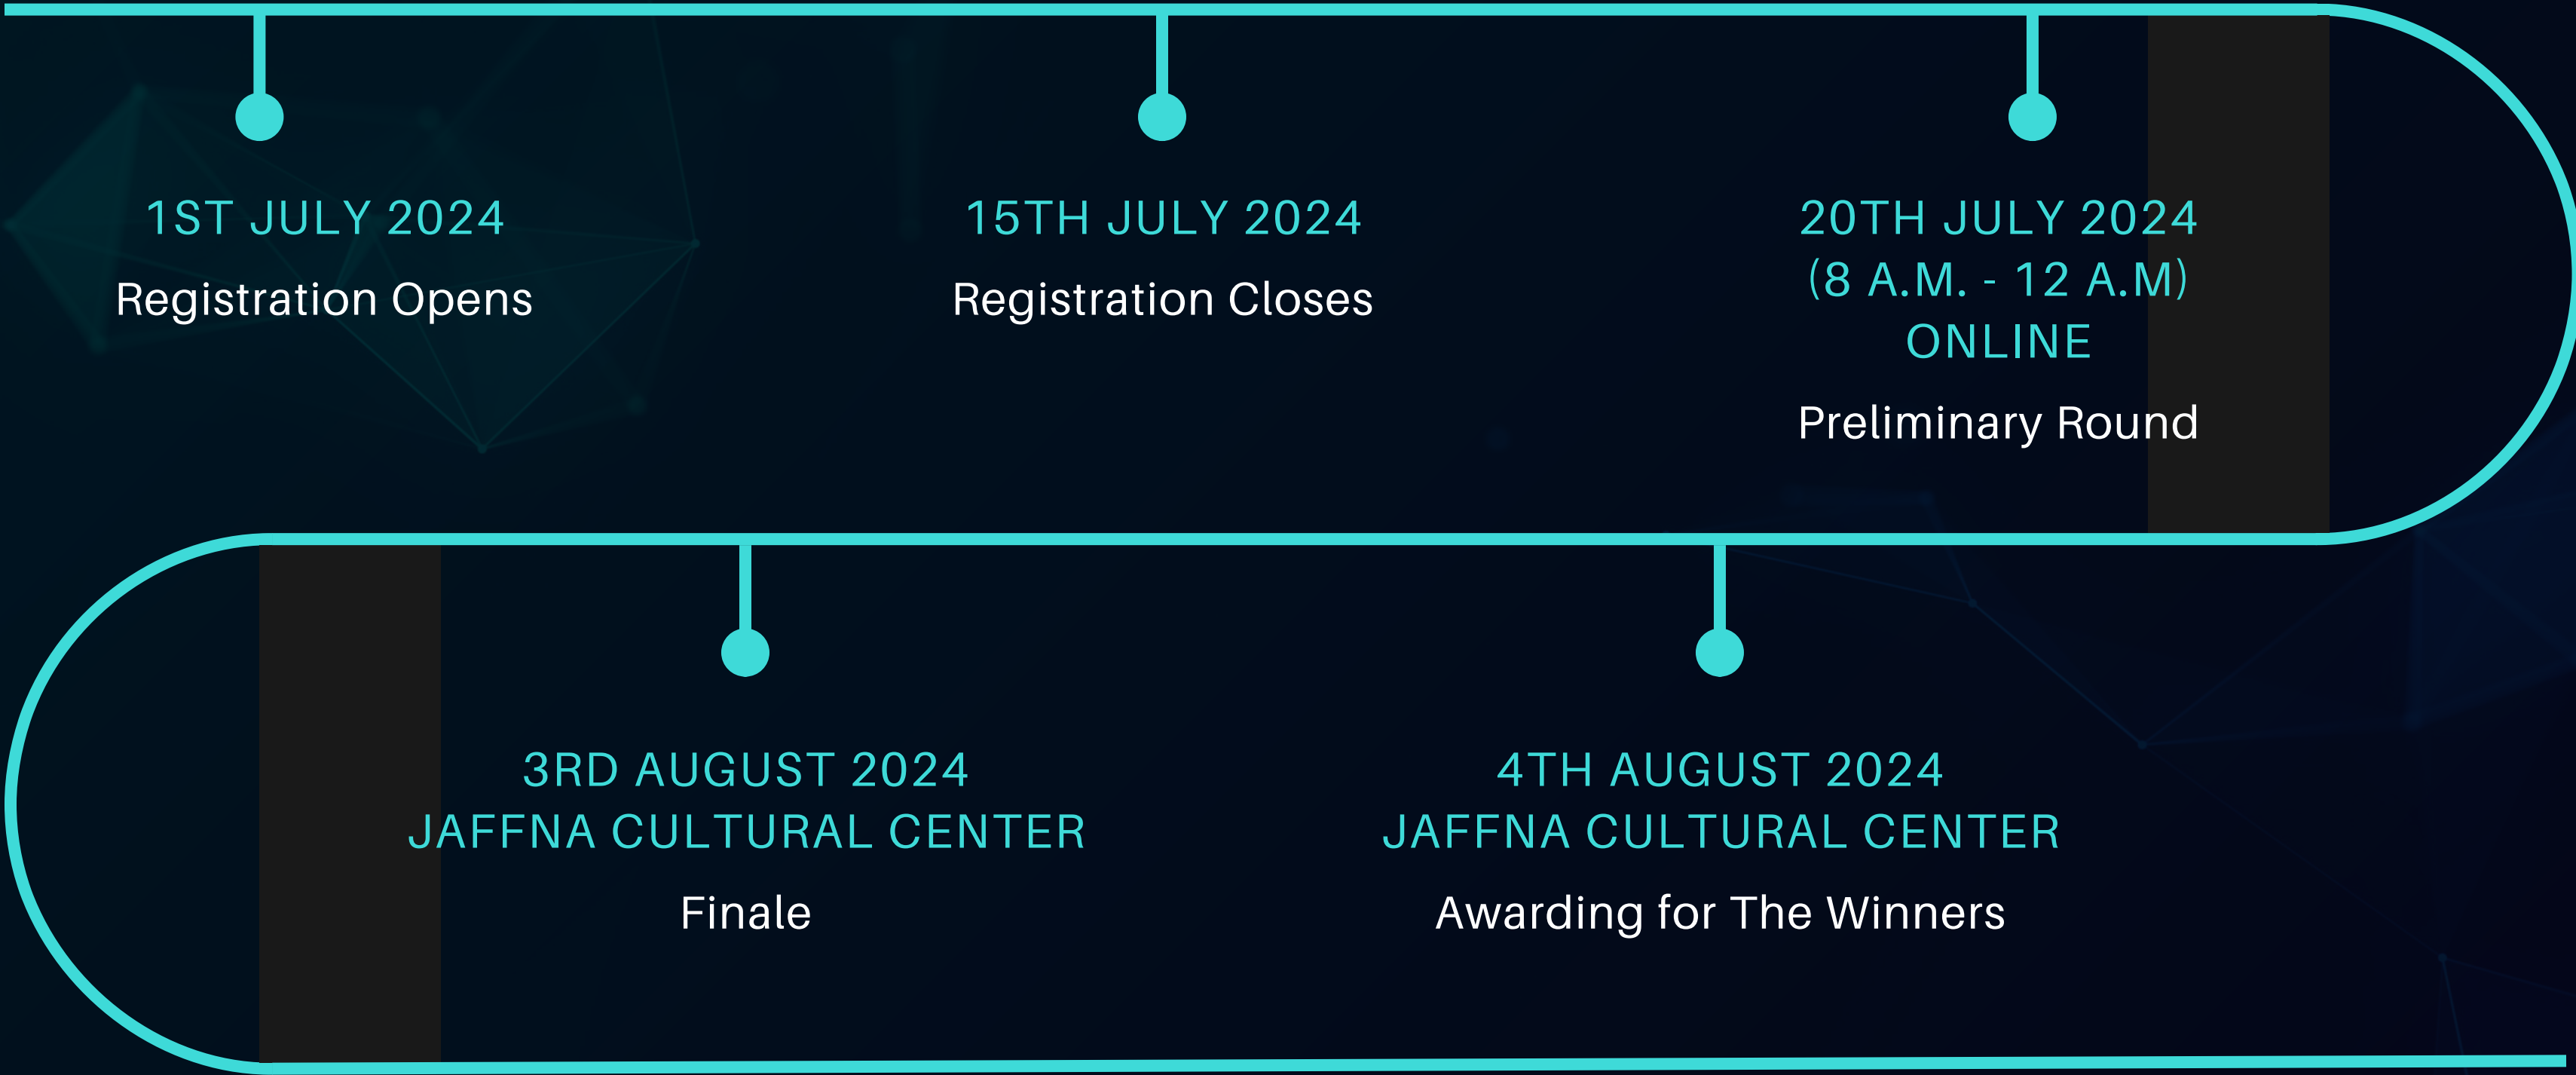 1ST JULY 2024
Registration Opens
15TH JULY 2024
Registration Closes
20TH JULY 2024
(8 A.M. - 12 A.M)
ONLINE
Preliminary Round
3RD AUGUST 2024
JAFFNA CULTURAL CENTER
Finale
4TH AUGUST 2024
JAFFNA CULTURAL CENTER
Awarding for The Winners